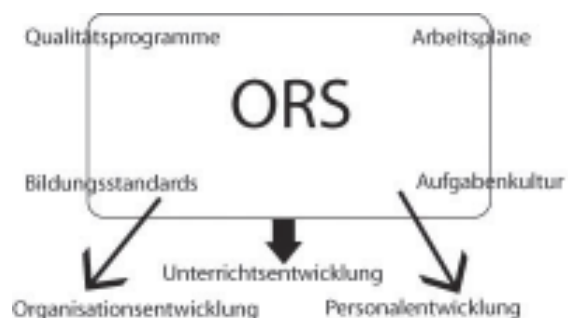 Qualitätsprogramme
Arbeitspläne
ORS
Bildungsstandards
Aufgabenkultur
Unterrichtsentwicklung
Organisationsentwicklung
Personalentwicklung